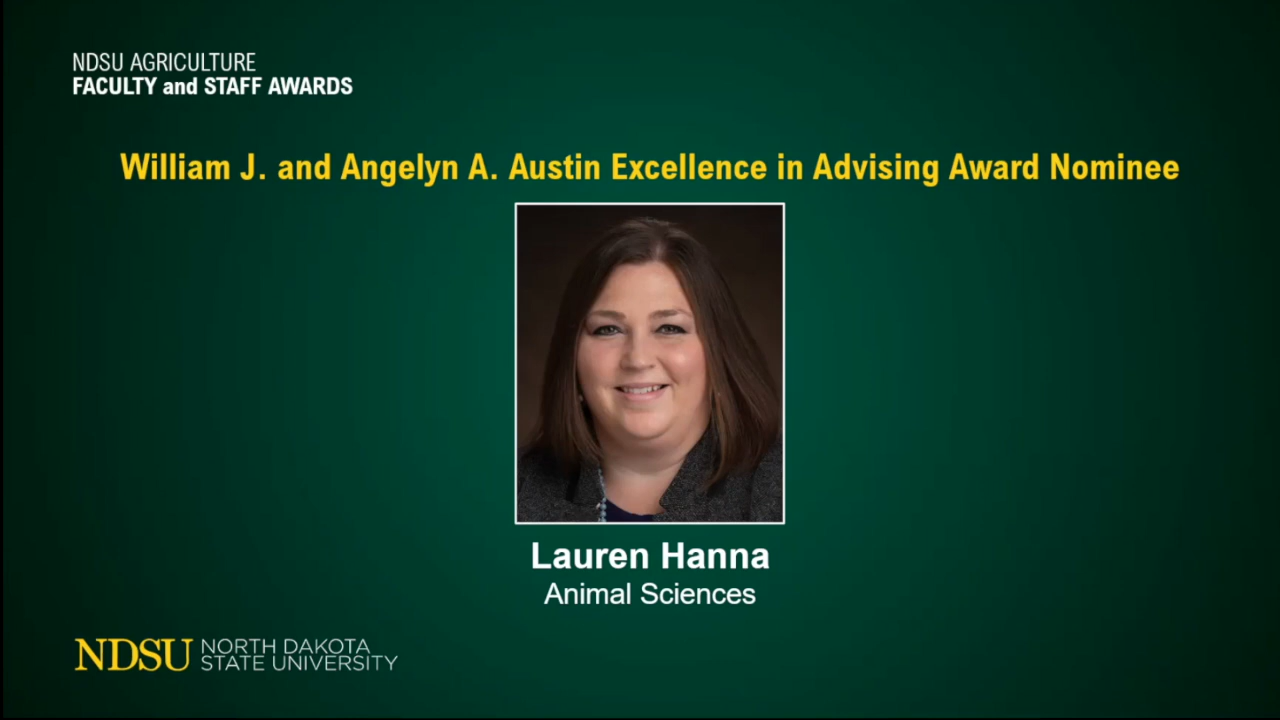 NDSU AGRICULTURE
FACULTY and STAFF AWARDS
William J. and Angelyn A. Austin Excellence in Advising Award Nominee
Lauren Hanna
Animal Sciences
NDSU NORTH DAKOTA
STATE UNIVERSITY